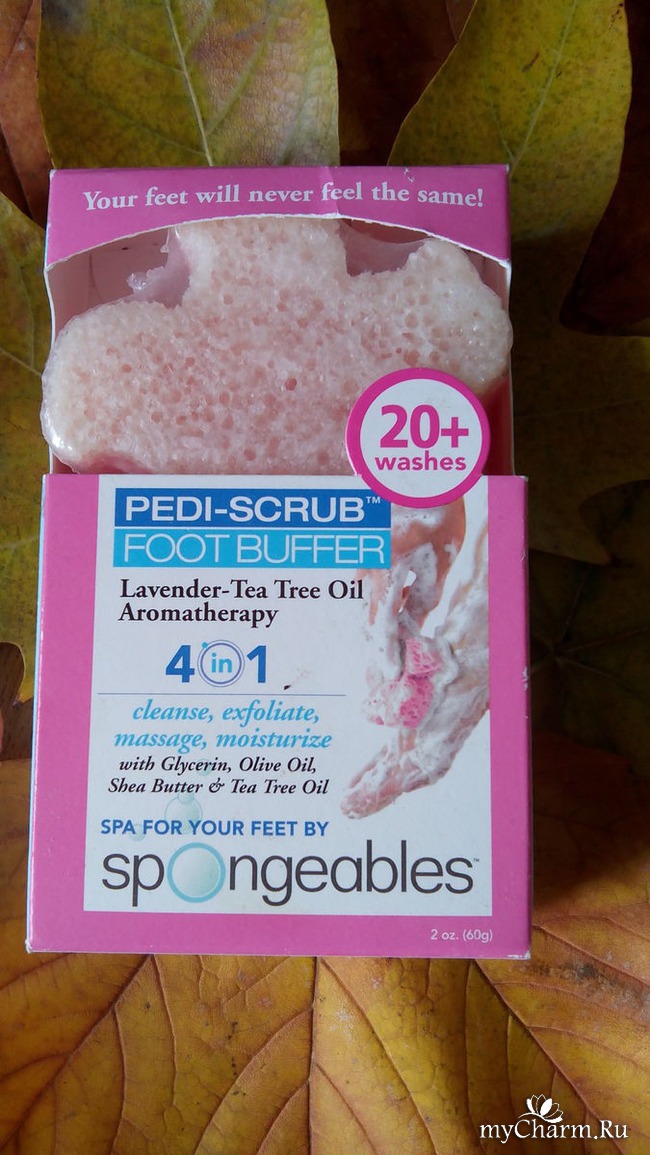 Your feet will never feel the same!
20+
washes
PEDI-SCRUB™
FOOT BUFFER
Lavender-Tea Tree Oil
Aromatherapy
4 in 1
cleanse, exfoliate,
massage, moisturize
with Glycerin, Olive Oil,
Shea Butter & Tea Tree Oil
SPA FOR YOUR FEET BY
spongeables™
2 oz. (60g)
myCharm.Ru